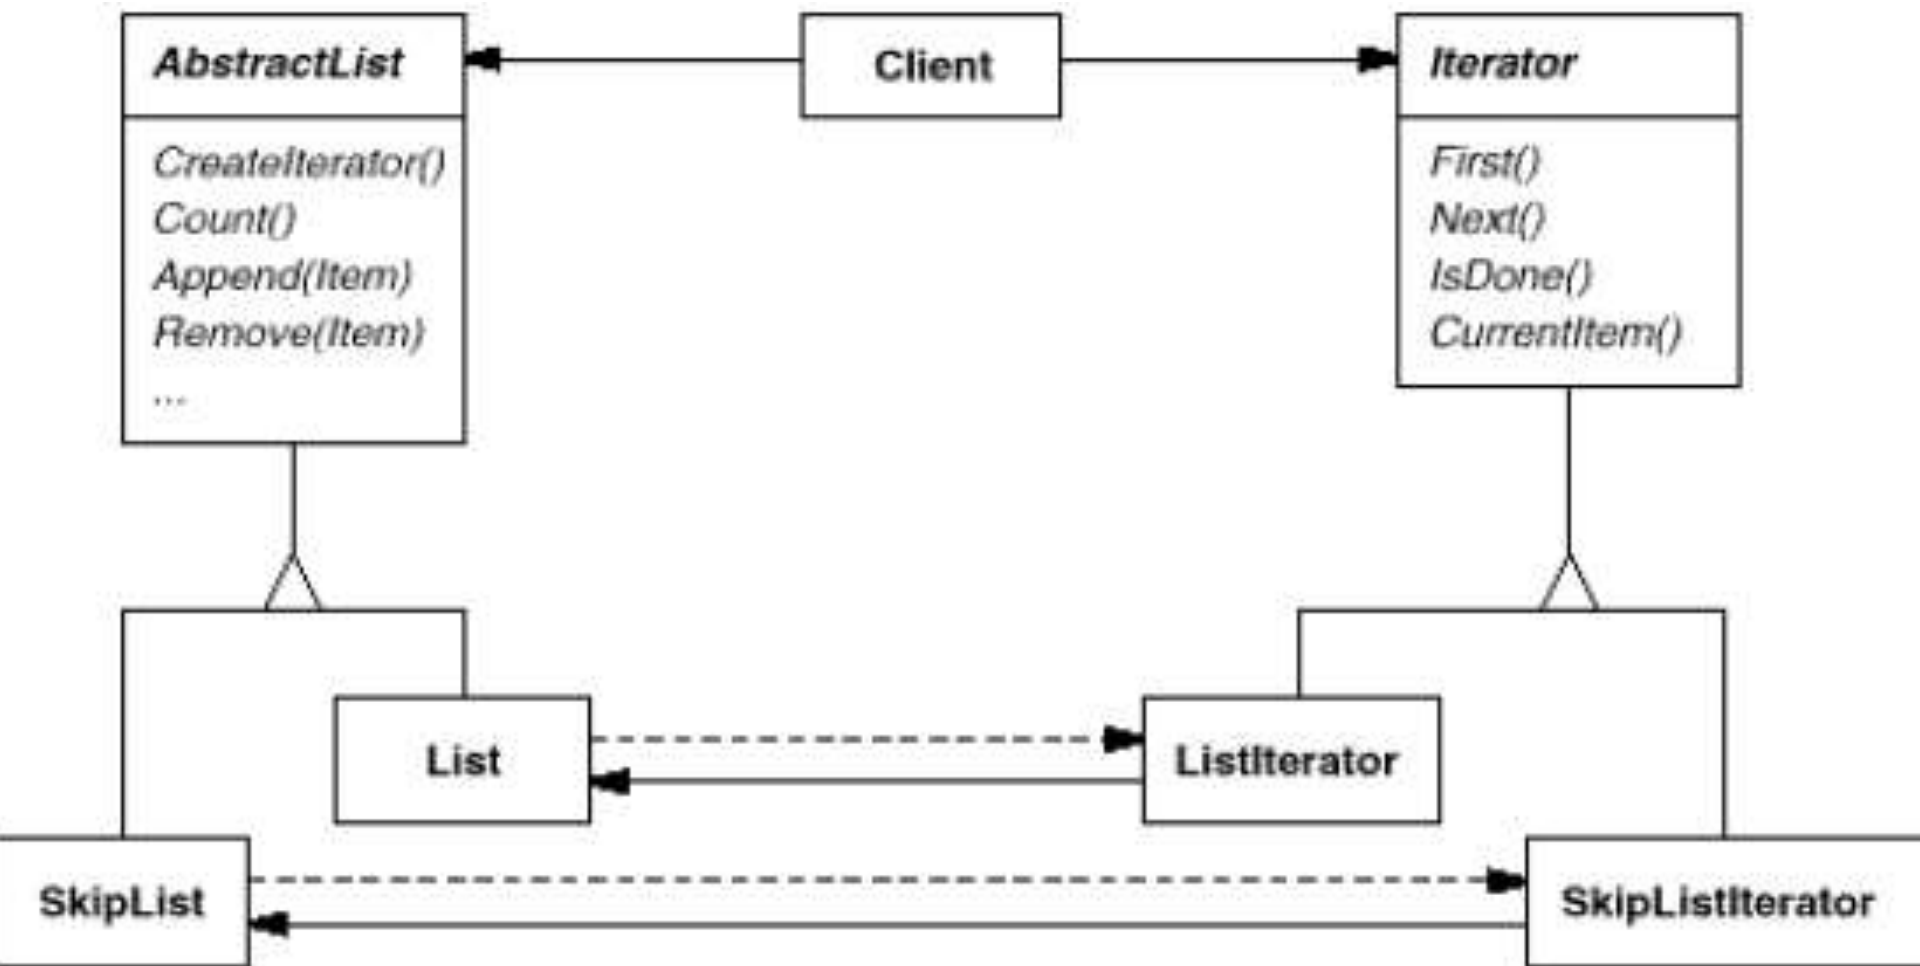 AbstractList
CreateIterator()
Count()
Append(Item)
Remove(Item)
...
Client
Iterator
First()
Next()
IsDone()
CurrentItem()
List
ListIterator
SkipList
SkipListIterator